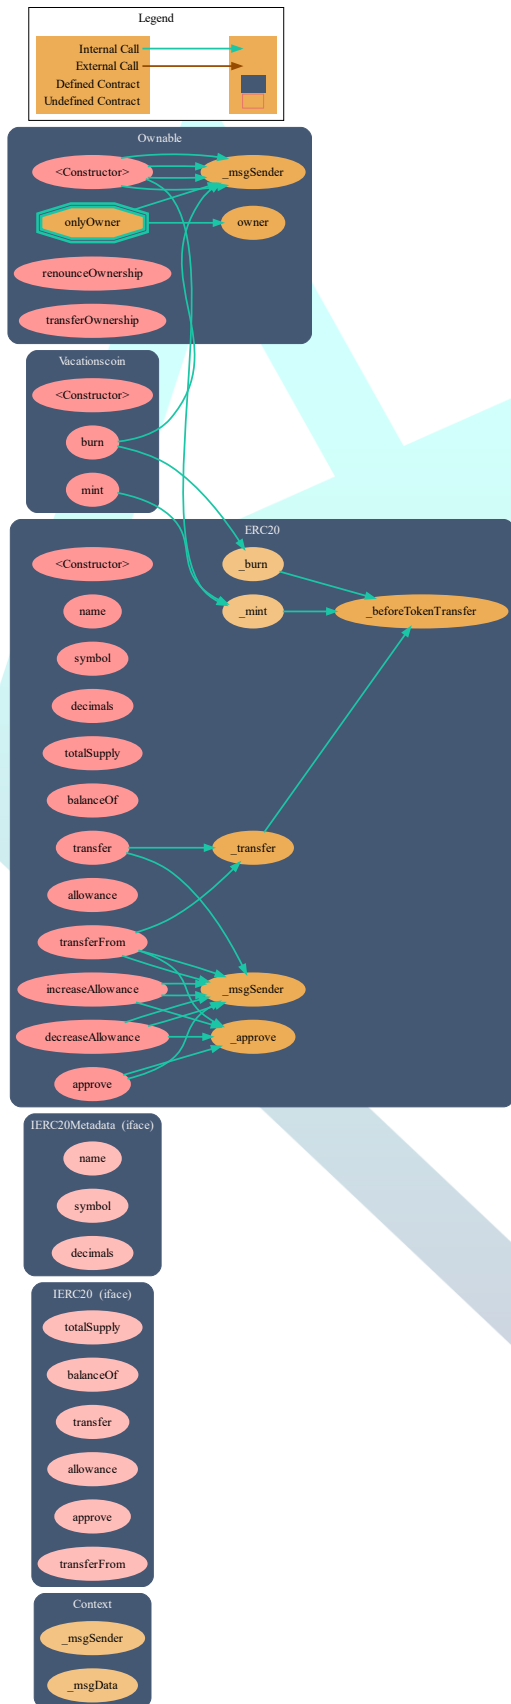 Legend
Internal Call
External Call
Defined Contract
Undefined Contract
Ownable
<Constructor>
_msgSender
onlyOwner
owner
renounceOwnership
transferOwnership
Vacationscoin
<Constructor>
burn
mint
ERC20
<Constructor>
_burn
name
_mint
_beforeTokenTransfer
symbol
decimals
totalSupply
balanceOf
transfer
_transfer
allowance
transferFrom
increaseAllowance
_msgSender
decreaseAllowance
_approve
approve
IERC20Metadata (iface)
name
symbol
decimals
IERC20 (iface)
totalSupply
balanceOf
transfer
allowance
approve
transferFrom
Context
_msgSender
_msgData